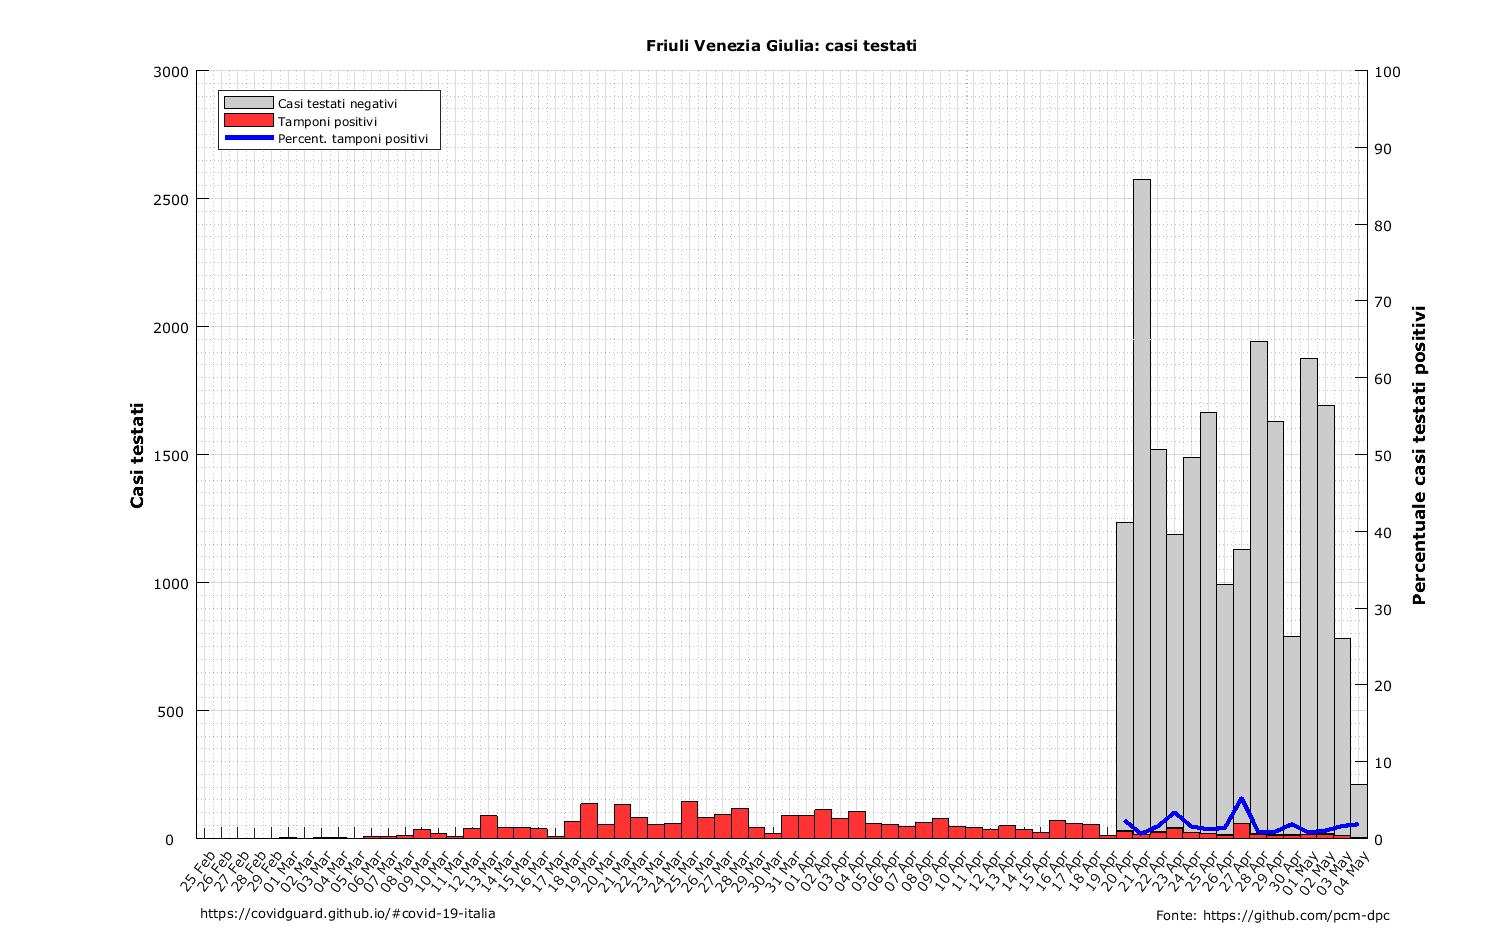 Friuli Venezia Giulia: casi testati
Casi testati negativi
Tamponi positivi
Percent. tamponi positivi
Casi testati
3000
2500
2000
1500
1000
500
0
100
90
80
70
60
50
40
30
20
10
0
Percentuale casi testati positivi
25 Feb
26 Feb
27 Feb
28 Feb
29 Feb
01 Mar
02 Mar
03 Mar
04 Mar
05 Mar
06 Mar
07 Mar
08 Mar
09 Mar
10 Mar
11 Mar
12 Mar
13 Mar
14 Mar
15 Mar
16 Mar
17 Mar
18 Mar
19 Mar
20 Mar
21 Mar
22 Mar
23 Mar
24 Mar
25 Mar
26 Mar
27 Mar
28 Mar
29 Mar
30 Mar
31 Mar
01 Apr
02 Apr
03 Apr
04 Apr
05 Apr
06 Apr
07 Apr
08 Apr
09 Apr
10 Apr
11 Apr
12 Apr
13 Apr
14 Apr
15 Apr
16 Apr
17 Apr
18 Apr
19 Apr
20 Apr
21 Apr
22 Apr
23 Apr
24 Apr
25 Apr
26 Apr
27 Apr
28 Apr
29 Apr
30 Apr
01 May
02 May
03 May
04 May
https://covidguard.github.io/#covid-19-italia
Fonte: https://github.com/pcm-dpc